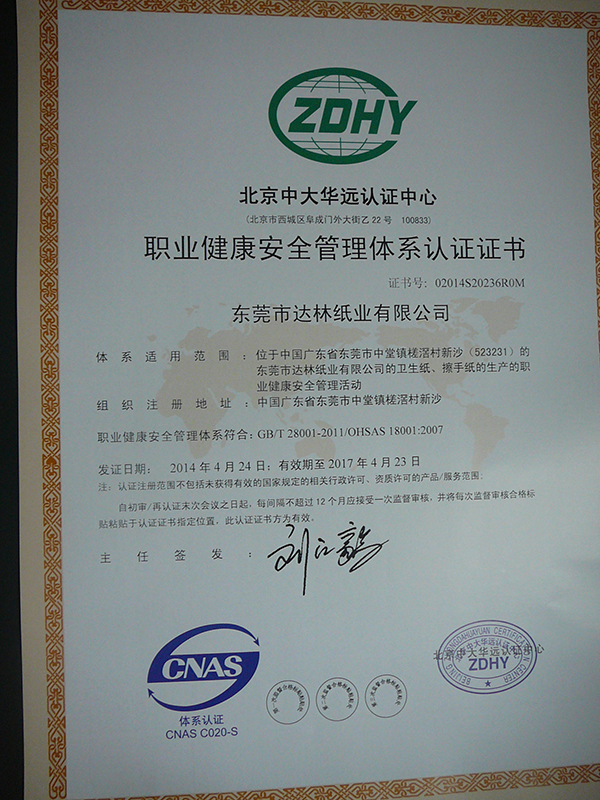 ZDHY
北京中大华远认证中心
(北京市西城区阜成门外大街乙22号 100833)
职业健康安全管理体系认证证书
证书号: 02014S20236R0M
东莞市达林纸业有限公司
体系适用范围: 位于中国广东省东莞市中堂镇槎滘村新沙（523231）的
东莞市达林纸业有限公司的卫生纸、擦手纸的生产的职
业健康安全管理活动
组织注册地址: 中国广东省东莞市中堂镇槎滘村新沙
职业健康安全管理体系符合: GB/T 28001-2011/OHSAS 18001:2007
发证日期: 2014年4月24日; 有效期至2017年4月23日
注: 认证注册范围不包括未获得有效的国家规定的相关行政许可、资质许可的产品/服务范围;
自初审/再认证末次会议之日起，每间隔不超过12个月应接受一次监督审核，并将每次监督审核合格标
贴粘贴于认证证书指定位置，此认证证书方为有效。
主任签发:
CNAS
体系认证
CNAS C020-S
北京中大华远认证中心
ZDHY